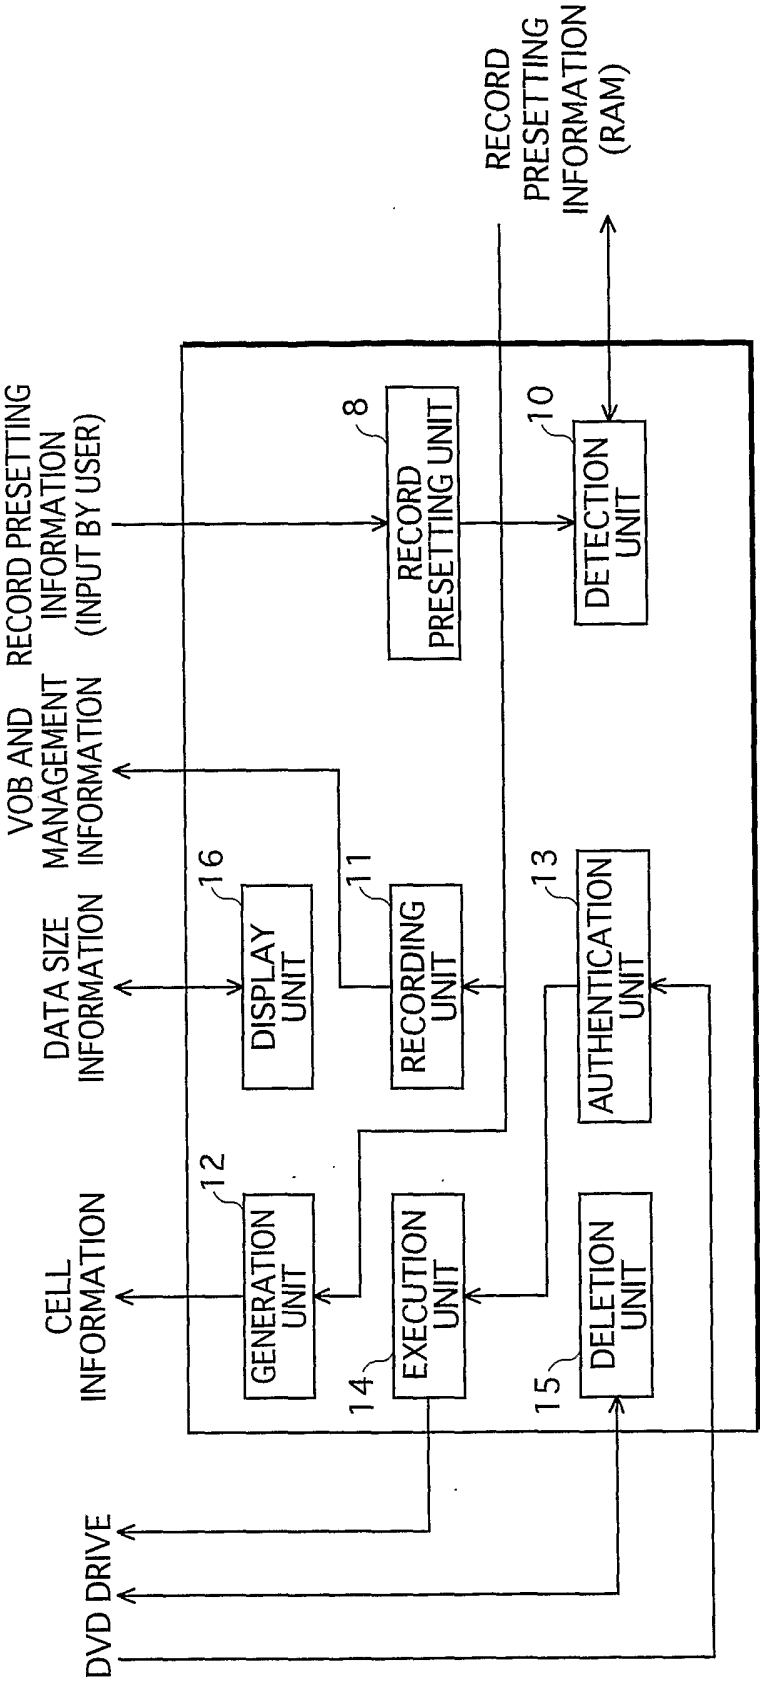 DVD DRIVE
CELL
INFORMATION
DATA SIZE
INFORMATION
VOB AND
MANAGEMENT
INFORMATION
RECORD PRESETTING
INFORMATION
(INPUT BY USER)
12
GENERATION
UNIT
16
DISPLAY
UNIT
14
EXECUTION
UNIT
11
RECORDING
UNIT
8
RECORD
PRESETTING UNIT
15
DELETION
UNIT
13
AUTHENTICATION
UNIT
10
DETECTION
UNIT
RECORD
PRESETTING
INFORMATION
(RAM)